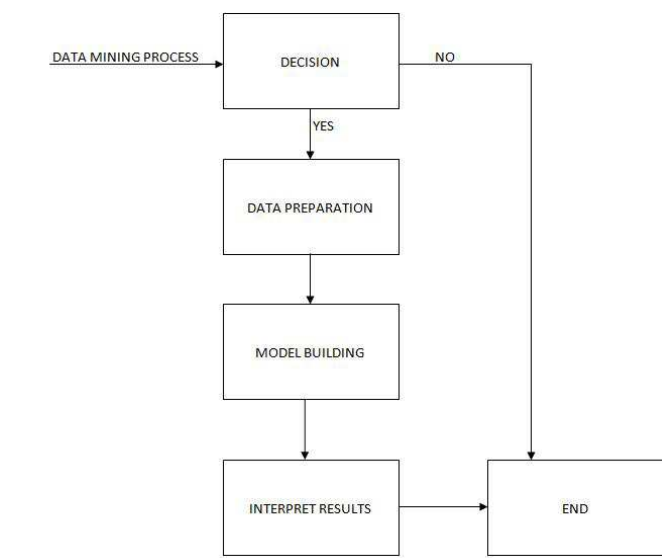 DATA MINING PROCESS
DECISION
NO
YES
DATA PREPARATION
MODEL BUILDING
INTERPRET RESULTS
END